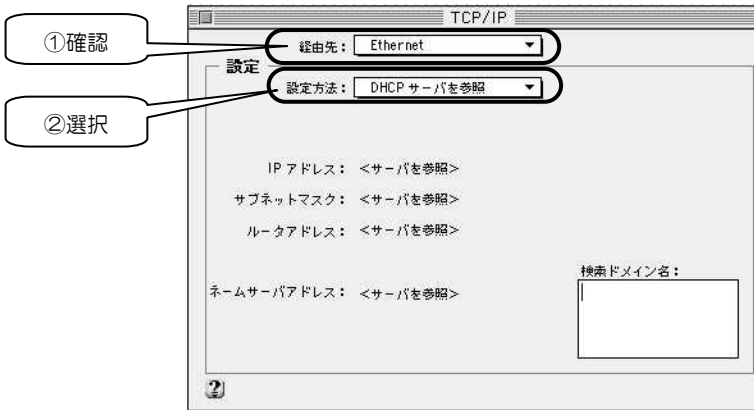 TCP/IP
①確認
経由先： Ethernet
設定
設定方法： DHCP サーバを参照
②選択
IP アドレス： <サーバを参照>
サブネットマスク： <サーバを参照>
ルータアドレス： <サーバを参照>
検索ドメイン名：
ネームサーバアドレス： <サーバを参照>
?